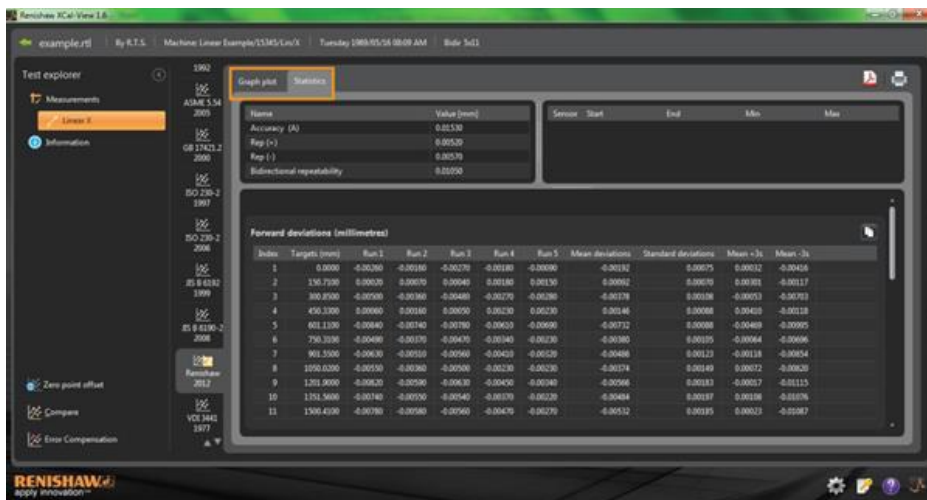 Renishaw XCal-View 1.6
example.rtl By R.T.S. Machine: Linear Example/15345/Lin/X Tuesday 1989/05/16 08:09 AM Bidir 5x11
Test explorer
Measurements
Linear X
Information
Zero point offset
Compare
Error Compensation
1992
ASME 5.54
2005
GB 17421.2
2000
ISO 230-2
1997
ISO 230-2
2006
JIS B 6192
1999
JIS B 6190-2
2008
Renishaw
2012
VDI 3441
1977
Graph plot Statistics
Name Value [mm]
Accuracy (A) 0.01530
Rep (+) 0.00520
Rep (-) 0.00570
Bidirectional repeatability 0.01050
Sensor Start End Min Max
Forward deviations (millimetres)
Index Targets (mm) Run 1 Run 2 Run 3 Run 4 Run 5 Mean deviations Standard deviations Mean +3s Mean -3s
1 0.0000 -0.00260 -0.00160 -0.00270 -0.00180 -0.00090 -0.00192 0.00075 0.00032 -0.00416
2 150.7100 0.00020 0.00070 0.00040 0.00180 0.00150 0.00092 0.00070 0.00301 -0.00117
3 300.8500 -0.00500 -0.00360 -0.00480 -0.00270 -0.00280 -0.00378 0.00108 -0.00053 -0.00703
4 450.3300 0.00060 0.00160 0.00050 0.00230 0.00230 0.00146 0.00088 0.00410 -0.00118
5 601.1100 -0.00840 -0.00740 -0.00780 -0.00610 -0.00690 -0.00732 0.00088 -0.00469 -0.00995
6 750.3100 -0.00490 -0.00370 -0.00470 -0.00340 -0.00230 -0.00380 0.00105 -0.00064 -0.00696
7 901.5500 -0.00630 -0.00510 -0.00560 -0.00410 -0.00320 -0.00486 0.00123 -0.00118 -0.00854
8 1050.0200 -0.00550 -0.00360 -0.00500 -0.00230 -0.00230 -0.00374 0.00149 0.00072 -0.00820
9 1201.9000 -0.00820 -0.00590 -0.00630 -0.00450 -0.00340 -0.00566 0.00183 -0.00017 -0.01115
10 1351.5600 -0.00740 -0.00550 -0.00540 -0.00370 -0.00220 -0.00484 0.00197 0.00108 -0.01076
11 1500.4100 -0.00780 -0.00580 -0.00560 -0.00470 -0.00270 -0.00532 0.00185 0.00023 -0.01087
RENISHAW
apply innovation™